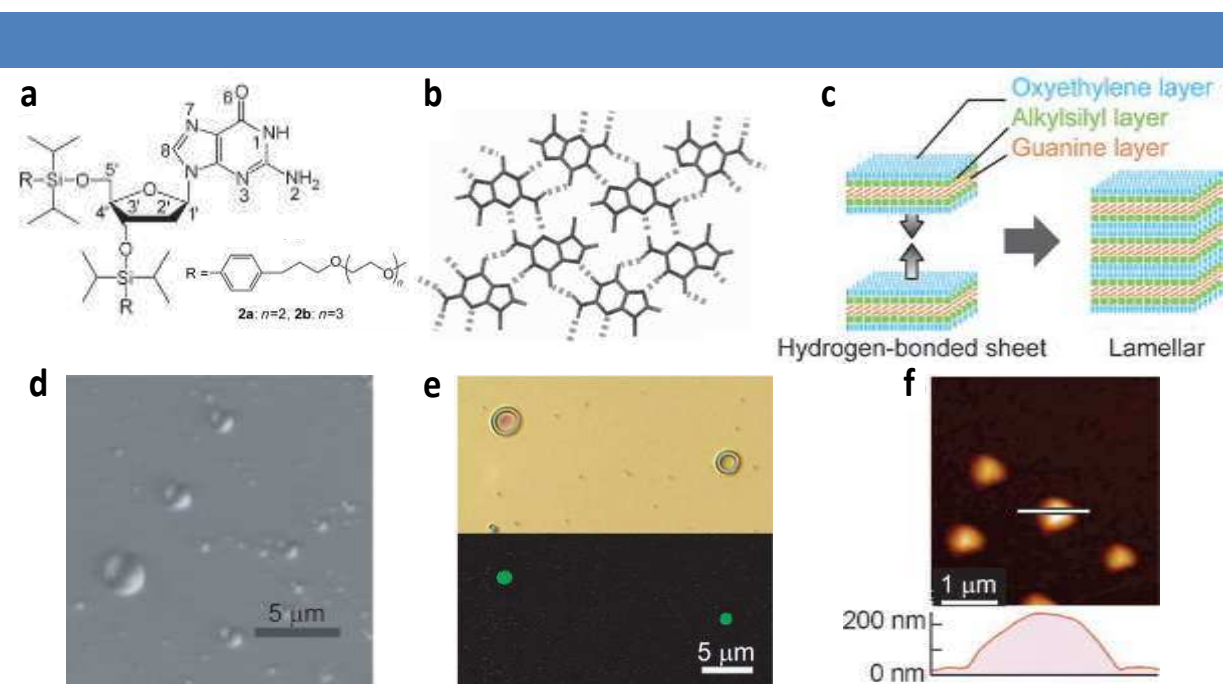 a
O
6
7
N
NH
1
8
N
N
3
NH2
2
R
Si
O
5'
O
4'
3'
2'
1'
O
Si
R
R =
O
O
n
2a: n=2, 2b: n=3
b
c
Oxyethylene layer
Alkylsilyl layer
Guanine layer
Hydrogen-bonded sheet
Lamellar
d
5 μm
e
5 μm
f
1 μm
200 nm
0 nm